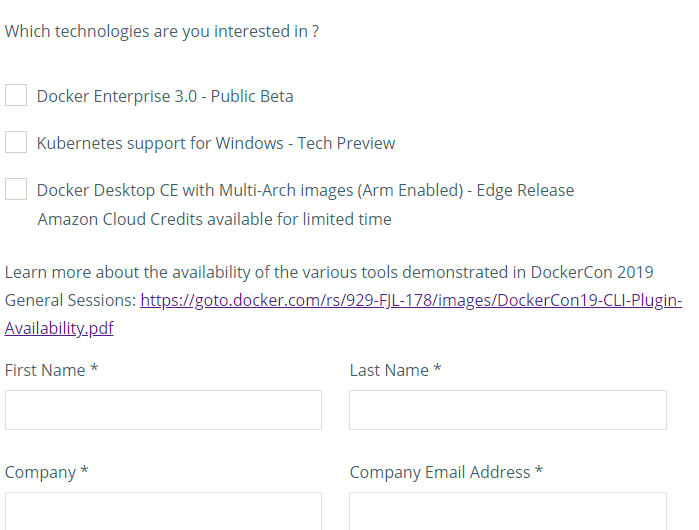 Which technologies are you interested in ?
Docker Enterprise 3.0 - Public Beta
Kubernetes support for Windows - Tech Preview
Docker Desktop CE with Multi-Arch images (Arm Enabled) - Edge Release
Amazon Cloud Credits available for limited time
Learn more about the availability of the various tools demonstrated in DockerCon 2019
General Sessions: https://goto.docker.com/rs/929-FJL-178/images/DockerCon19-CLI-Plugin-
Availability.pdf
First Name * Last Name *
Company * Company Email Address *